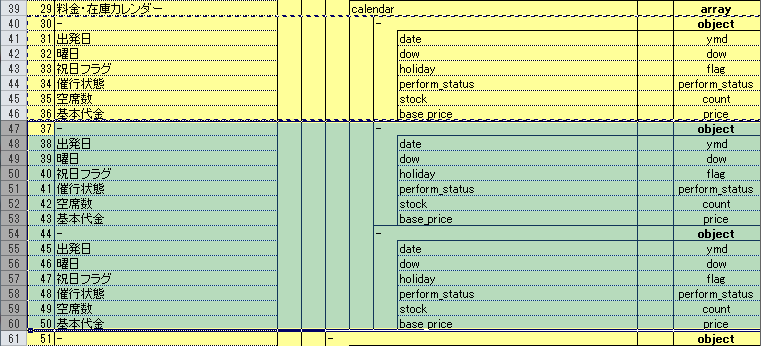 39 29 料金・在庫カレンダー calendar array
40 30 - - object
41 31 出発日 date ymd
42 32 曜日 dow dow
43 33 祝日フラグ holiday flag
44 34 催行状態 perform_status perform_status
45 35 空席数 stock count
46 36 基本代金 base_price price
47 37 - - object
48 38 出発日 date ymd
49 39 曜日 dow dow
50 40 祝日フラグ holiday flag
51 41 催行状態 perform_status perform_status
52 42 空席数 stock count
53 43 基本代金 base_price price
54 44 - - object
55 45 出発日 date ymd
56 46 曜日 dow dow
57 47 祝日フラグ holiday flag
58 48 催行状態 perform_status perform_status
59 49 空席数 stock count
60 50 基本代金 base_price price
61 51 - - object